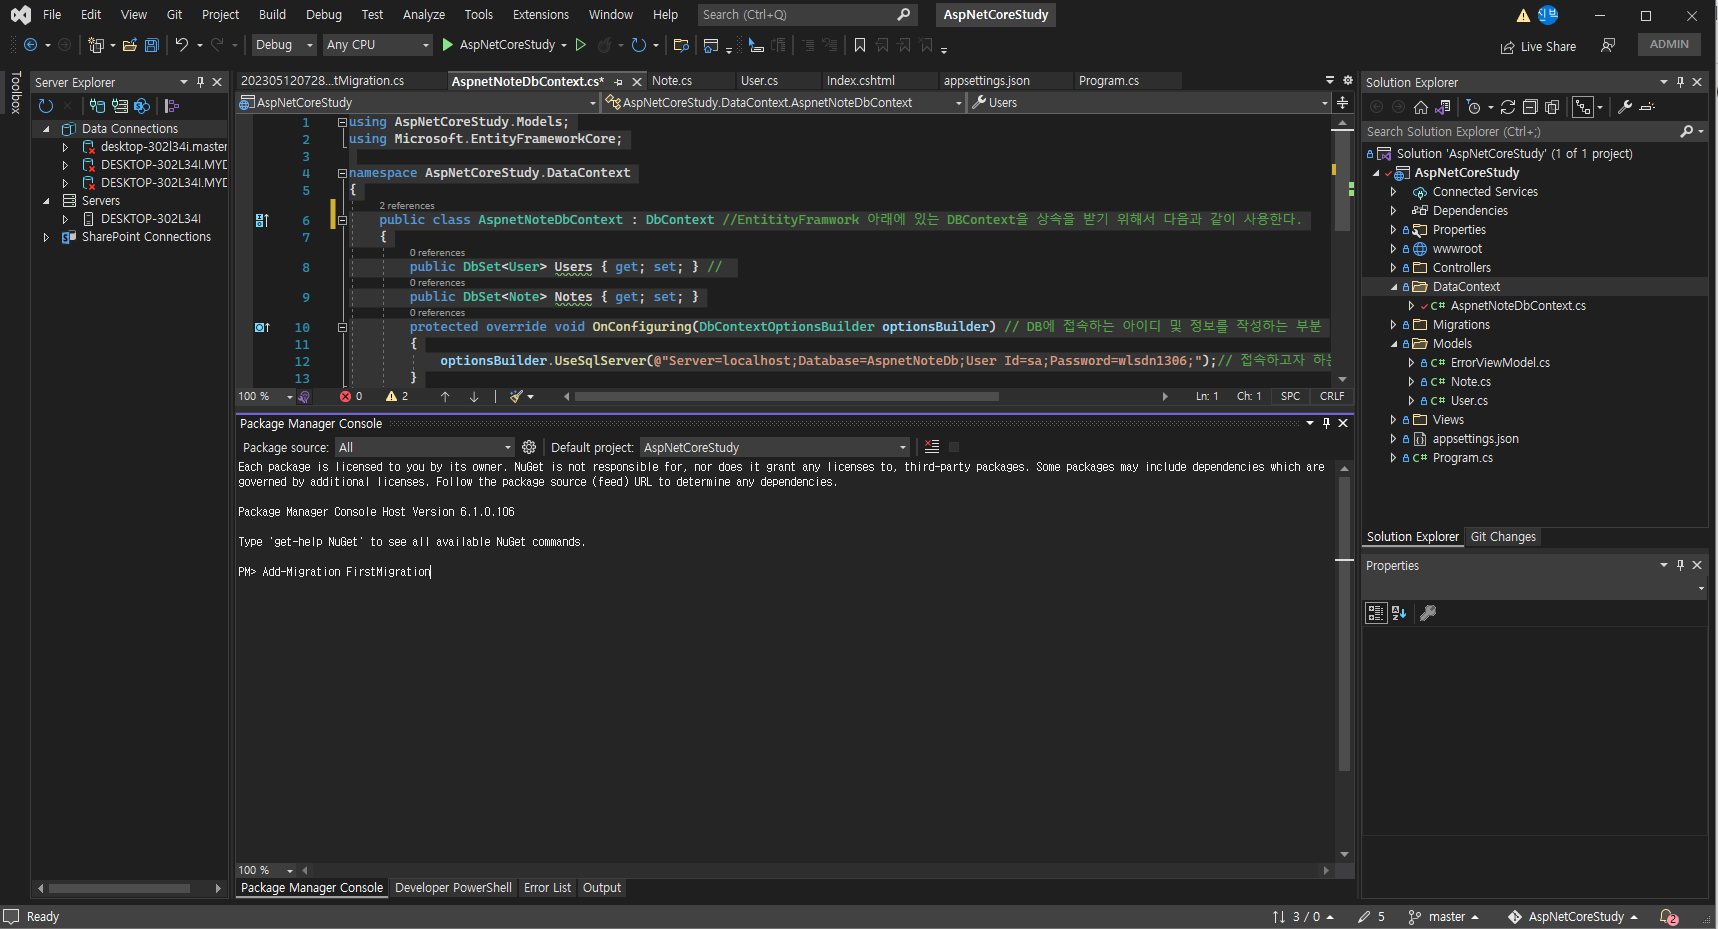 File Edit View Git Project Build Debug Test Analyze Tools Extensions Window Help Search (Ctrl+Q) AspNetCoreStudy
Debug Any CPU AspNetCoreStudy Live Share ADMIN
Toolbox
Server Explorer
Data Connections
desktop-302l34i.master
DESKTOP-302L34I.MYD
DESKTOP-302L34I.MYD
Servers
DESKTOP-302L34I
SharePoint Connections
202305120728...tMigration.cs AspnetNoteDbContext.cs* Note.cs User.cs Index.cshtml appsettings.json Program.cs
AspNetCoreStudy AspNetCoreStudy.DataContext.AspnetNoteDbContext Users
1 using AspNetCoreStudy.Models;
2 using Microsoft.EntityFrameworkCore;
3
4 namespace AspNetCoreStudy.DataContext
5 {
2 references
6 public class AspnetNoteDbContext : DbContext //EntitityFramwork 아래에 있는 DBContext을 상속을 받기 위해서 다음과 같이 사용한다.
7 {
0 references
8 public DbSet<User> Users { get; set; } //
0 references
9 public DbSet<Note> Notes { get; set; }
0 references
10 protected override void OnConfiguring(DbContextOptionsBuilder optionsBuilder) // DB에 접속하는 아이디 및 정보를 작성하는 부분
11 {
12 optionsBuilder.UseSqlServer(@"Server=localhost;Database=AspnetNoteDb;User Id=sa;Password=wlsdn1306;");// 접속하고자 하는
13 }
100 % 0 2 Ln: 1 Ch: 1 SPC CRLF
Package Manager Console
Package source: All Default project: AspNetCoreStudy
Each package is licensed to you by its owner. NuGet is not responsible for, nor does it grant any licenses to, third-party packages. Some packages may include dependencies which are
governed by additional licenses. Follow the package source (feed) URL to determine any dependencies.
Package Manager Console Host Version 6.1.0.106
Type 'get-help NuGet' to see all available NuGet commands.
PM> Add-Migration FirstMigration
100 %
Package Manager Console Developer PowerShell Error List Output
Solution Explorer
Search Solution Explorer (Ctrl+;)
Solution 'AspNetCoreStudy' (1 of 1 project)
AspNetCoreStudy
Connected Services
Dependencies
Properties
wwwroot
Controllers
DataContext
C# AspnetNoteDbContext.cs
Migrations
Models
C# ErrorViewModel.cs
C# Note.cs
C# User.cs
Views
appsettings.json
C# Program.cs
Solution Explorer Git Changes
Properties
Ready 3 / 0 5 master AspNetCoreStudy 2